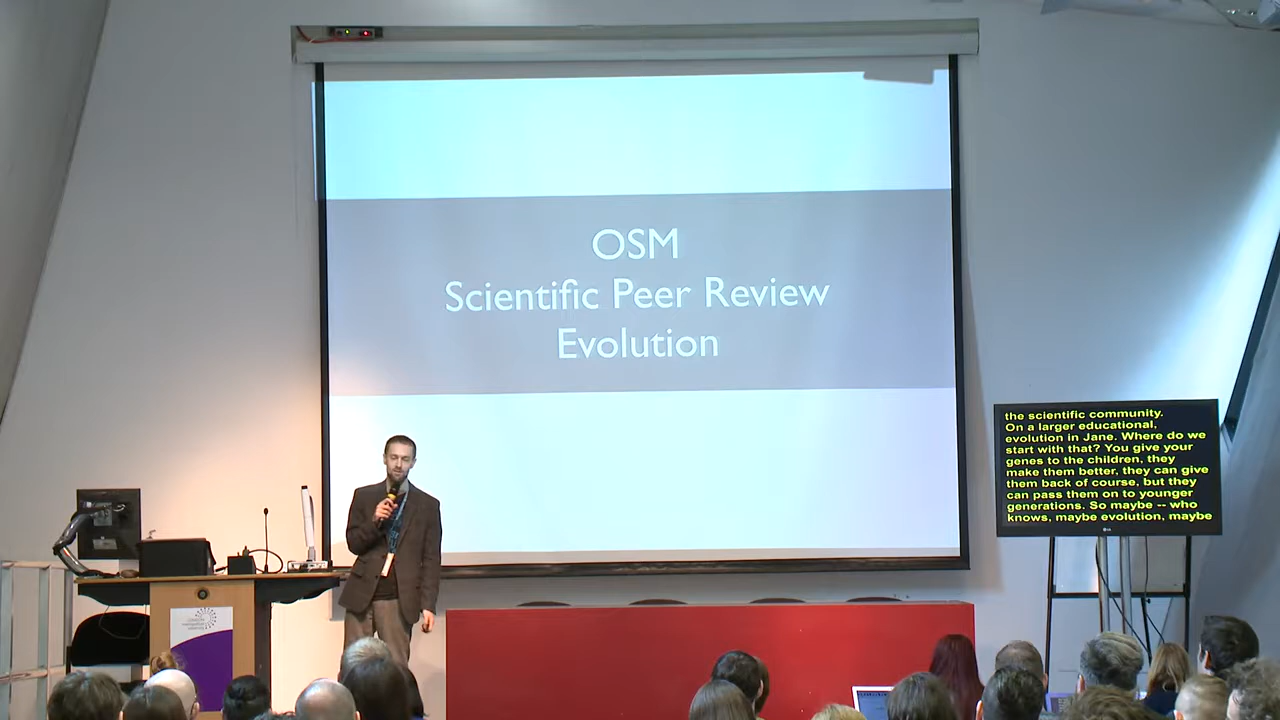 OSM
Scientific Peer Review
Evolution
the scientific community.
On a larger educational,
evolution in Jane. Where do we
start with that? You give your
genes to the children, they
make them better, they can give
them back of course, but they
can pass them on to younger
generations. So maybe -- who
knows, maybe evolution, maybe